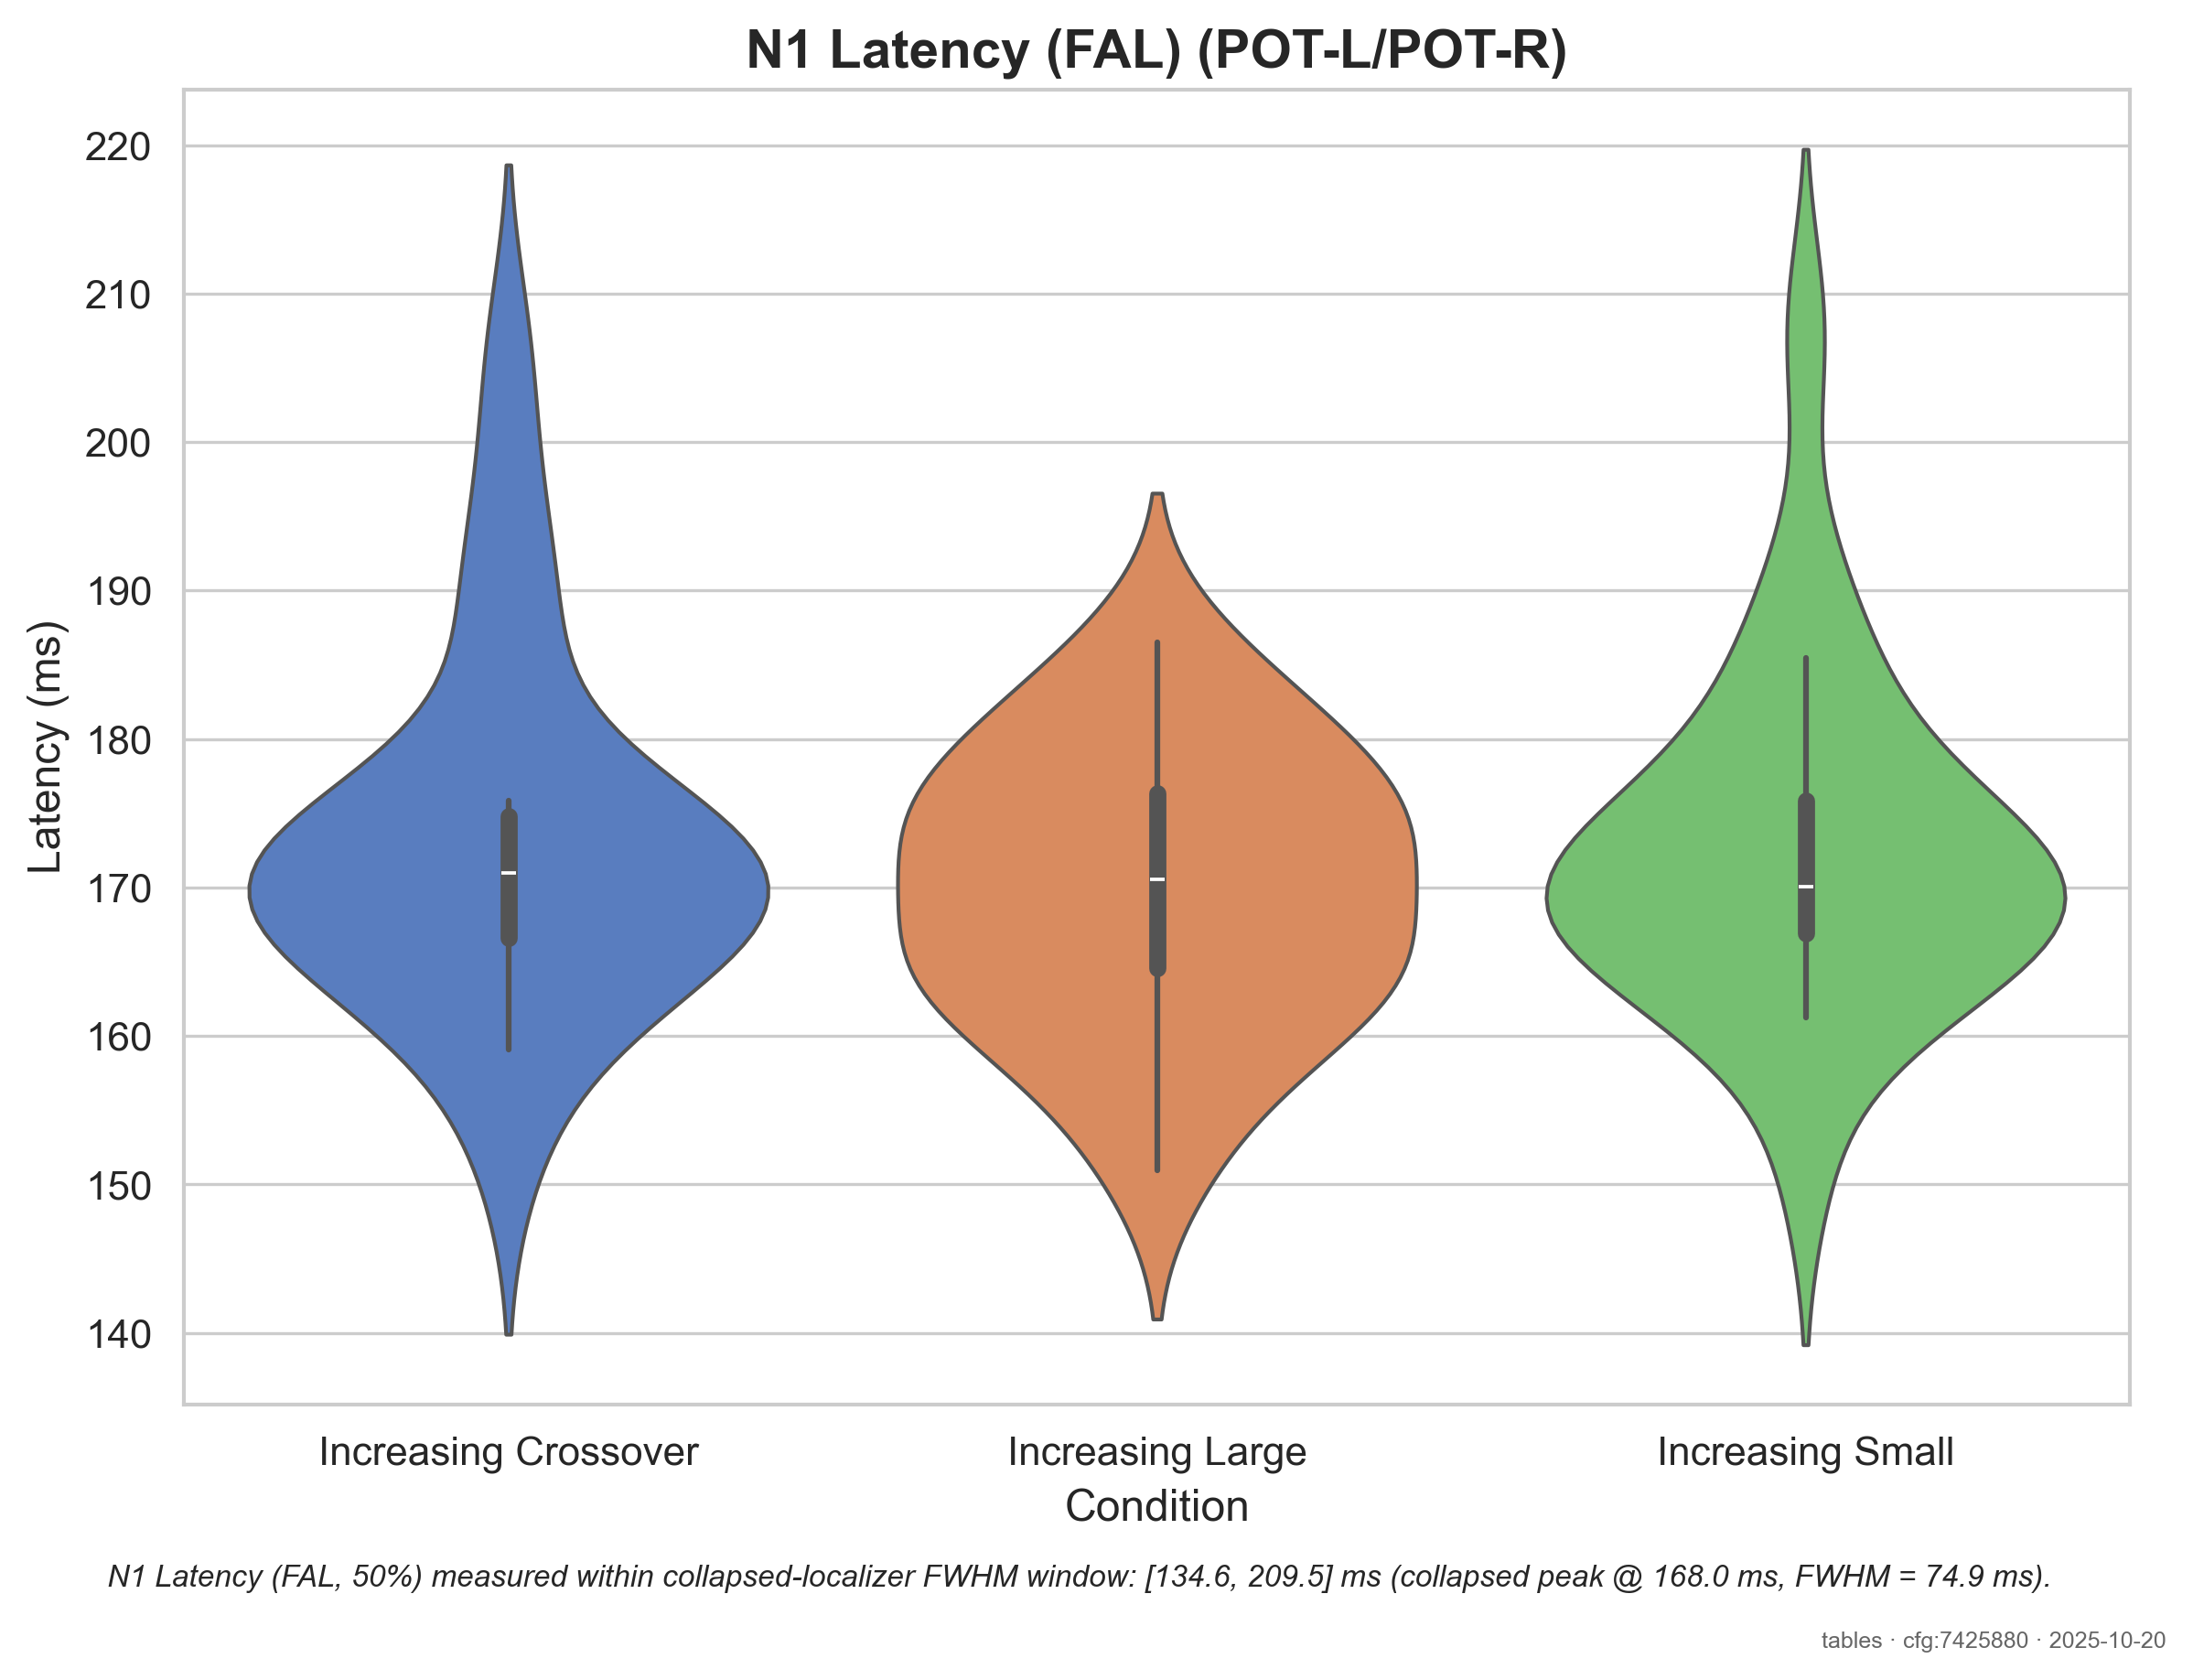 N1 Latency (FAL) (POT-L/POT-R)
Latency (ms)
220
210
200
190
180
170
160
150
140
Increasing Crossover
Increasing Large
Increasing Small
Condition
N1 Latency (FAL, 50%) measured within collapsed-localizer FWHM window: [134.6, 209.5] ms (collapsed peak @ 168.0 ms, FWHM = 74.9 ms).
tables · cfg:7425880 · 2025-10-20